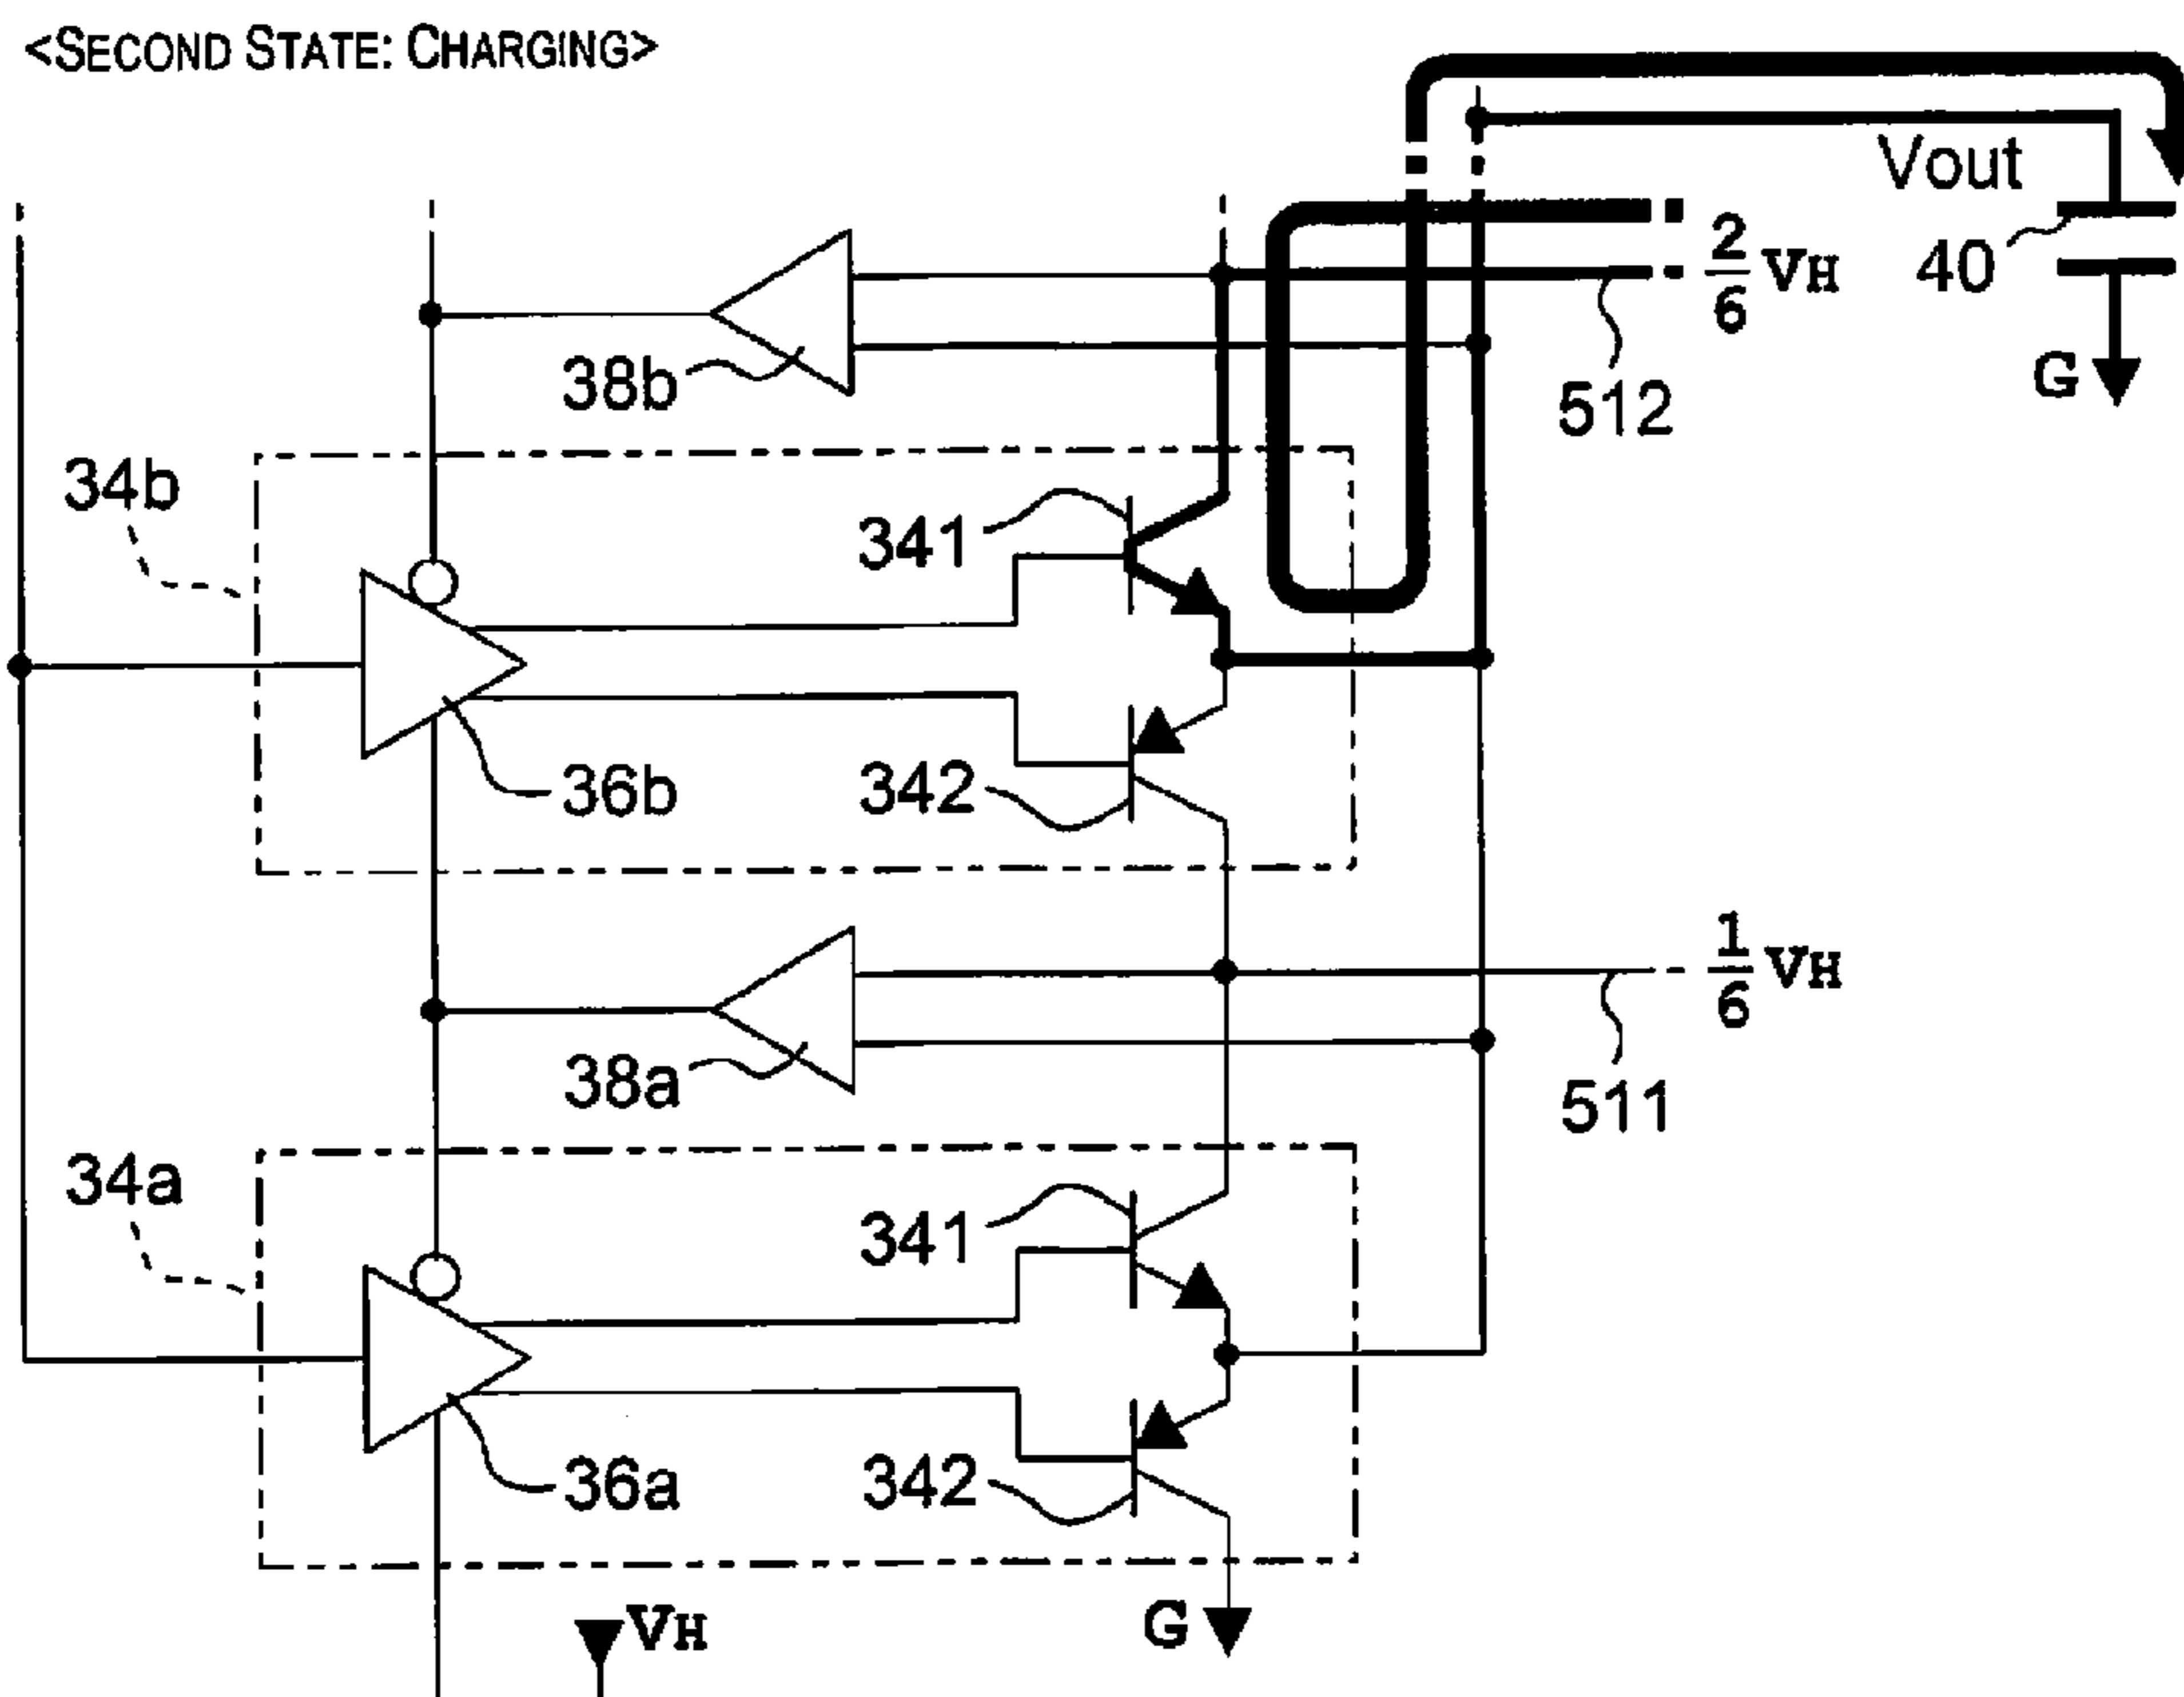 <SECOND STATE: CHARGING>
Vout
2/6 VH
40
38b
512
G
34b
341
36b
342
1/6 VH
38a
511
34a
341
36a
342
VH
G